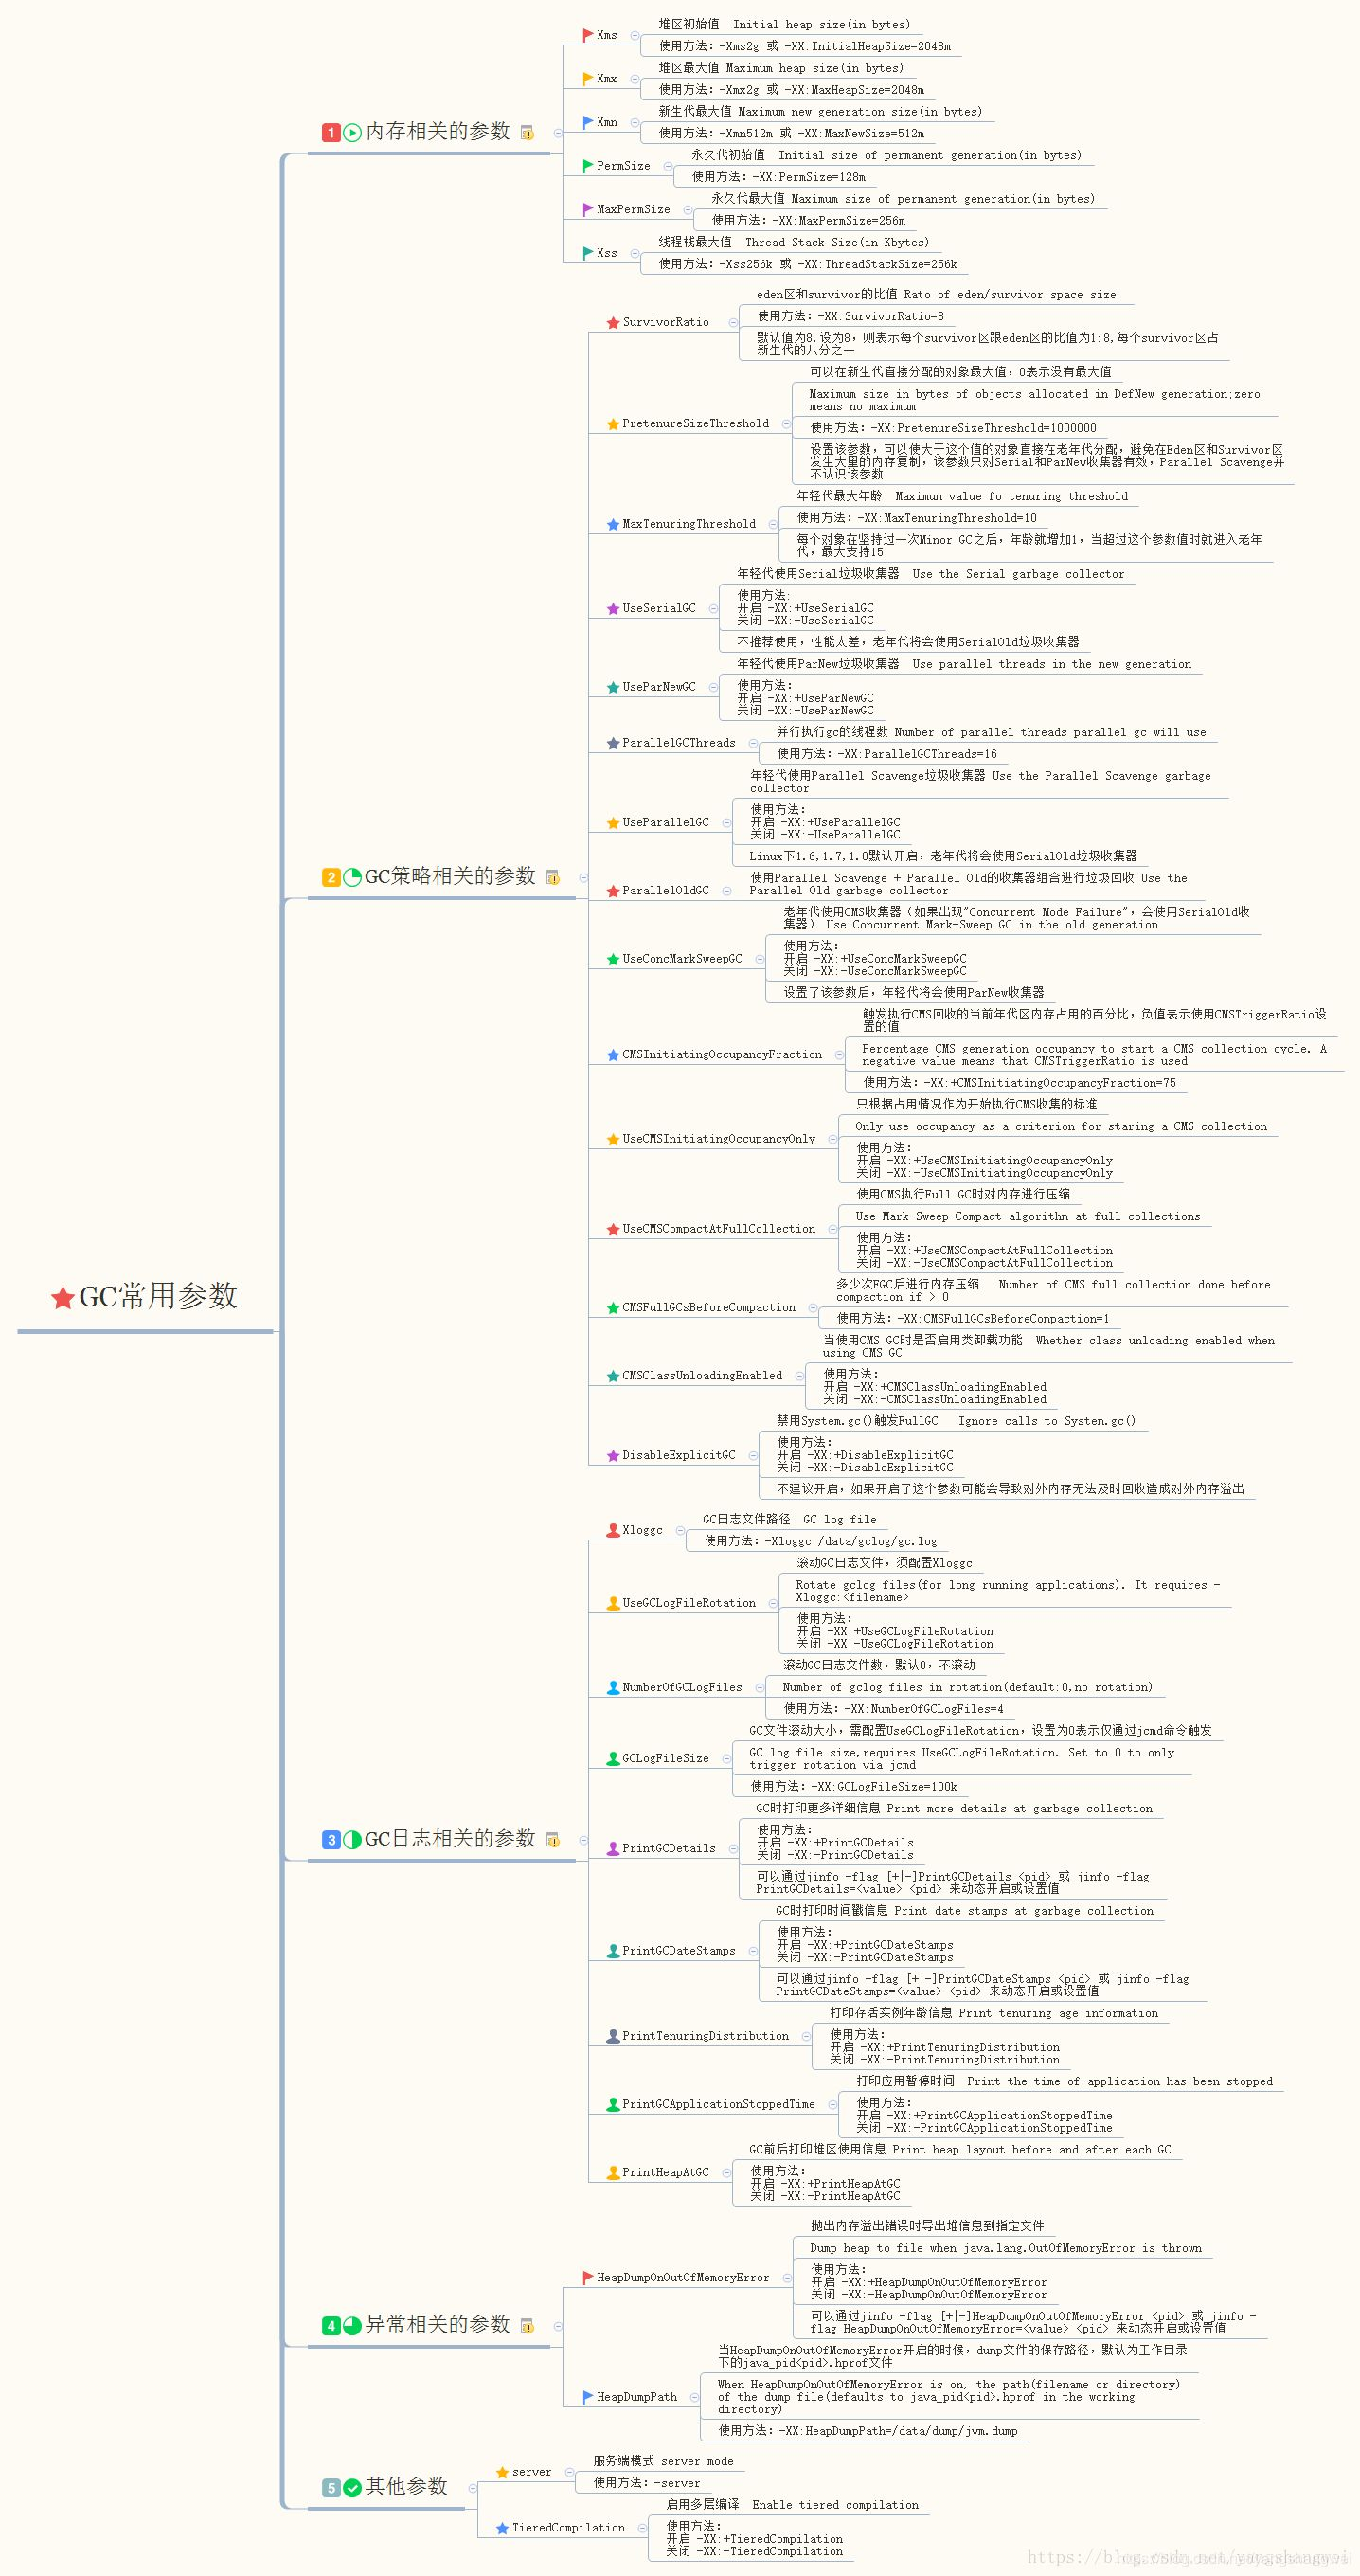 GC常用参数
1 内存相关的参数
Xms
堆区初始值 Initial heap size(in bytes)
使用方法: -Xms2g 或 -XX:InitialHeapSize=2048m
Xmx
堆区最大值 Maximum heap size(in bytes)
使用方法: -Xmx2g 或 -XX:MaxHeapSize=2048m
Xmn
新生代最大值 Maximum new generation size(in bytes)
使用方法: -Xmn512m 或 -XX:MaxNewSize=512m
PermSize
永久代初始值 Initial size of permanent generation(in bytes)
使用方法: -XX:PermSize=128m
MaxPermSize
永久代最大值 Maximum size of permanent generation(in bytes)
使用方法: -XX:MaxPermSize=256m
Xss
线程栈最大值 Thread Stack Size(in Kbytes)
使用方法: -Xss256k 或 -XX:ThreadStackSize=256k
2 GC策略相关的参数
SurvivorRatio
eden区和survivor的比值 Rato of eden/survivor space size
使用方法: -XX:SurvivorRatio=8
默认值为8.设为8, 则表示每个survivor区跟eden区的比值为1:8,每个survivor区占
新生代的八分之一
PretenureSizeThreshold
可以在新生代直接分配的对象最大值, 0表示没有最大值
Maximum size in bytes of objects allocated in DefNew generation;zero
means no maximum
使用方法: -XX:PretenureSizeThreshold=1000000
设置该参数, 可以使大于这个值的对象直接在老年代分配, 避免在Eden区和Survivor区
发生大量的内存复制, 该参数只对Serial和ParNew收集器有效, Parallel Scavenge并
不认识该参数
MaxTenuringThreshold
年轻代最大年龄 Maximum value fo tenuring threshold
使用方法: -XX:MaxTenuringThreshold=10
每个对象在坚持过一次Minor GC之后, 年龄就增加1, 当超过这个参数值时就进入老年
代, 最大支持15
UseSerialGC
年轻代使用Serial垃圾收集器 Use the Serial garbage collector
使用方法:
开启 -XX:+UseSerialGC
关闭 -XX:-UseSerialGC
不推荐使用, 性能太差, 老年代将会使用SerialOld垃圾收集器
UseParNewGC
年轻代使用ParNew垃圾收集器 Use parallel threads in the new generation
使用方法:
开启 -XX:+UseParNewGC
关闭 -XX:-UseParNewGC
ParallelGCThreads
并行执行gc的线程数 Number of parallel threads parallel gc will use
使用方法: -XX:ParallelGCThreads=16
UseParallelGC
年轻代使用Parallel Scavenge垃圾收集器 Use the Parallel Scavenge garbage
collector
使用方法:
开启 -XX:+UseParallelGC
关闭 -XX:-UseParallelGC
Linux下1.6,1.7,1.8默认开启, 老年代将会使用SerialOld垃圾收集器
ParallelOldGC
使用Parallel Scavenge + Parallel Old的收集器组合进行垃圾回收 Use the
Parallel Old garbage collector
UseConcMarkSweepGC
老年代使用CMS收集器 (如果出现"Concurrent Mode Failure", 会使用SerialOld收
集器) Use Concurrent Mark-Sweep GC in the old generation
使用方法:
开启 -XX:+UseConcMarkSweepGC
关闭 -XX:-UseConcMarkSweepGC
设置了该参数后, 年轻代将会使用ParNew收集器
CMSInitiatingOccupancyFraction
触发执行CMS回收的当前年代区内存占用的百分比, 负值表示使用CMSTriggerRatio设
置的值
Percentage CMS generation occupancy to start a CMS collection cycle. A
negative value means that CMSTriggerRatio is used
使用方法: -XX:+CMSInitiatingOccupancyFraction=75
UseCMSInitiatingOccupancyOnly
只根据占用情况作为开始执行CMS收集的标准
Only use occupancy as a criterion for staring a CMS collection
使用方法:
开启 -XX:+UseCMSInitiatingOccupancyOnly
关闭 -XX:-UseCMSInitiatingOccupancyOnly
UseCMSCompactAtFullCollection
使用CMS执行Full GC时对内存进行压缩
Use Mark-Sweep-Compact algorithm at full collections
使用方法:
开启 -XX:+UseCMSCompactAtFullCollection
关闭 -XX:-UseCMSCompactAtFullCollection
CMSFullGCsBeforeCompaction
多少次FGC后进行内存压缩 Number of CMS full collection done before
compaction if > 0
使用方法: -XX:CMSFullGCsBeforeCompaction=1
CMSClassUnloadingEnabled
当使用CMS GC时是否启用类卸载功能 Whether class unloading enabled when
using CMS GC
使用方法:
开启 -XX:+CMSClassUnloadingEnabled
关闭 -XX:-CMSClassUnloadingEnabled
DisableExplicitGC
禁用System.gc()触发FullGC Ignore calls to System.gc()
使用方法:
开启 -XX:+DisableExplicitGC
关闭 -XX:-DisableExplicitGC
不建议开启, 如果开启了这个参数可能会导致对外内存无法及时回收造成对外内存溢出
3 GC日志相关的参数
Xloggc
GC日志文件路径 GC log file
使用方法: -Xloggc:/data/gclog/gc.log
UseGCLogFileRotation
滚动GC日志文件, 须配置Xloggc
Rotate gclog files(for long running applications). It requires -
Xloggc:<filename>
使用方法:
开启 -XX:+UseGCLogFileRotation
关闭 -XX:-UseGCLogFileRotation
NumberOfGCLogFiles
滚动GC日志文件数, 默认0, 不滚动
Number of gclog files in rotation(default:0,no rotation)
使用方法: -XX:NumberOfGCLogFiles=4
GCLogFileSize
GC文件滚动大小, 需配置UseGCLogFileRotation, 设置为0表示仅通过jcmd命令触发
GC log file size,requires UseGCLogFileRotation. Set to 0 to only
trigger rotation via jcmd
使用方法: -XX:GCLogFileSize=100k
PrintGCDetails
GC时打印更多详细信息 Print more details at garbage collection
使用方法:
开启 -XX:+PrintGCDetails
关闭 -XX:-PrintGCDetails
可以通过jinfo -flag [+|-]PrintGCDetails <pid> 或 jinfo -flag
PrintGCDetails=<value> <pid> 来动态开启或设置值
PrintGCDateStamps
GC时打印时间戳信息 Print date stamps at garbage collection
使用方法:
开启 -XX:+PrintGCDateStamps
关闭 -XX:-PrintGCDateStamps
可以通过jinfo -flag [+|-]PrintGCDateStamps <pid> 或 jinfo -flag
PrintGCDateStamps=<value> <pid> 来动态开启或设置值
PrintTenuringDistribution
打印存活实例年龄信息 Print tenuring age information
使用方法:
开启 -XX:+PrintTenuringDistribution
关闭 -XX:-PrintTenuringDistribution
PrintGCApplicationStoppedTime
打印应用暂停时间 Print the time of application has been stopped
使用方法:
开启 -XX:+PrintGCApplicationStoppedTime
关闭 -XX:-PrintGCApplicationStoppedTime
PrintHeapAtGC
GC前后打印堆区使用信息 Print heap layout before and after each GC
使用方法:
开启 -XX:+PrintHeapAtGC
关闭 -XX:-PrintHeapAtGC
4 异常相关的参数
HeapDumpOnOutOfMemoryError
抛出内存溢出错误时导出堆信息到指定文件
Dump heap to file when java.lang.OutOfMemoryError is thrown
使用方法:
开启 -XX:+HeapDumpOnOutOfMemoryError
关闭 -XX:-HeapDumpOnOutOfMemoryError
可以通过jinfo -flag [+|-]HeapDumpOnOutOfMemoryError <pid> 或 jinfo -
flag HeapDumpOnOutOfMemoryError=<value> <pid> 来动态开启或设置值
HeapDumpPath
当HeapDumpOnOutOfMemoryError开启的时候, dump文件的保存路径, 默认为工作目录
下的java_pid<pid>.hprof文件
When HeapDumpOnOutOfMemoryError is on, the path(filename or directory)
of the dump file(defaults to java_pid<pid>.hprof in the working
directory)
使用方法: -XX:HeapDumpPath=/data/dump/jvm.dump
5 其他参数
server
服务端模式 server mode
使用方法: -server
TieredCompilation
启用多层编译 Enable tiered compilation
使用方法:
开启 -XX:+TieredCompilation
关闭 -XX:-TieredCompilation
https://blog.csdn.net/yangshangwei